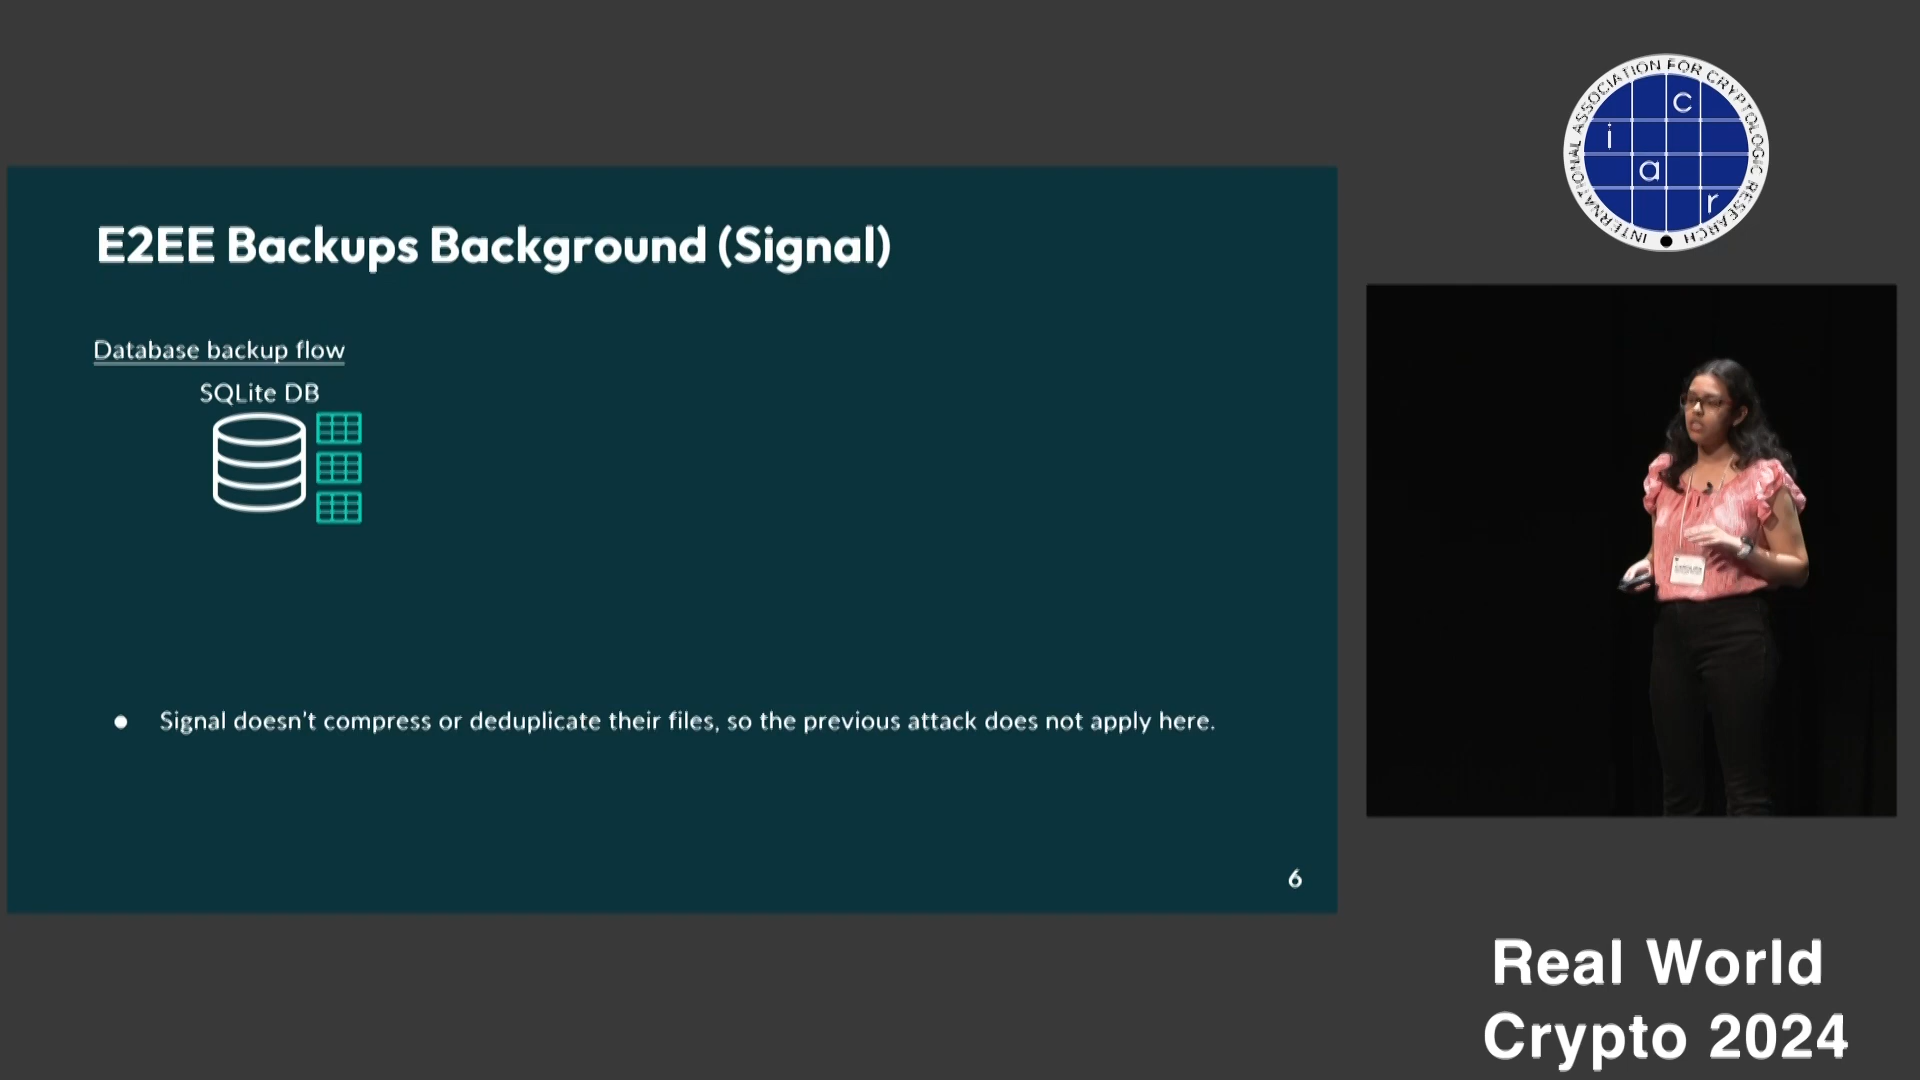 INTERNATIONAL ASSOCIATION FOR CRYPTOLOGIC RESEARCH
i a c r
E2EE Backups Background (Signal)
Database backup flow
SQLite DB
● Signal doesn't compress or deduplicate their files, so the previous attack does not apply here.
6
Real World
Crypto 2024